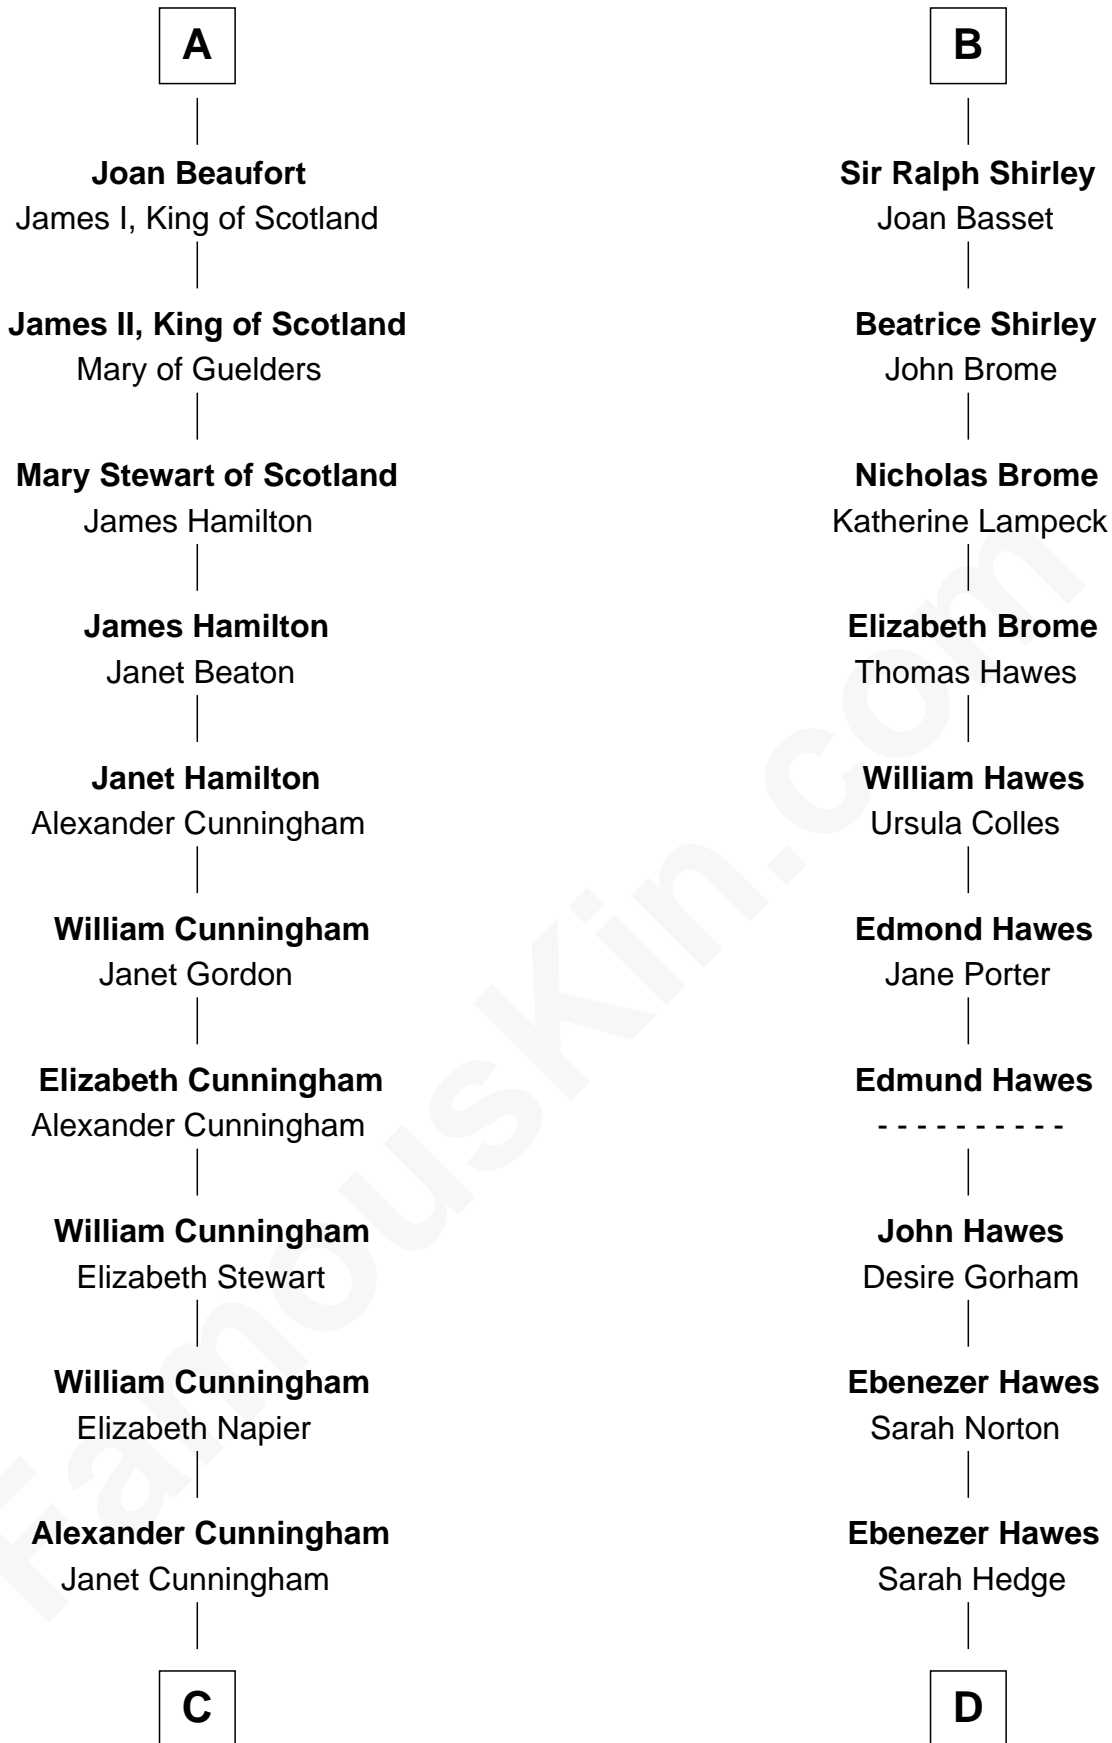 A
Joan Beaufort
James I, King of Scotland
James II, King of Scotland
Mary of Guelders
Mary Stewart of Scotland
James Hamilton
James Hamilton
Janet Beaton
Janet Hamilton
Alexander Cunningham
William Cunningham
Janet Gordon
Elizabeth Cunningham
Alexander Cunningham
William Cunningham
Elizabeth Stewart
William Cunningham
Elizabeth Napier
Alexander Cunningham
Janet Cunningham
C
B
Sir Ralph Shirley
Joan Basset
Beatrice Shirley
John Brome
Nicholas Brome
Katherine Lampeck
Elizabeth Brome
Thomas Hawes
William Hawes
Ursula Colles
Edmond Hawes
Jane Porter
Edmund Hawes
- - - - - - - - - -
John Hawes
Desire Gorham
Ebenezer Hawes
Sarah Norton
Ebenezer Hawes
Sarah Hedge
D
FamousKin.com